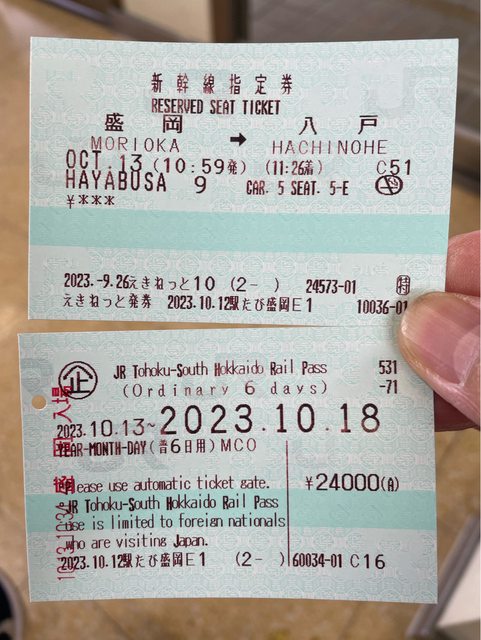 新幹線指定券
RESERVED SEAT TICKET
盛岡 ➡ 八戸
MORIOKA HACHINOHE
OCT.13(10:59発) (11:26着) C51
HAYABUSA 9 CAR. 5 SEAT. 5-E
¥***
2023.-9.26えきねっと10 (2- ) 24573-01 特
えきねっと発券 2023.10.12駅たび盛岡E1 10036-01
JR Tohoku-South Hokkaido Rail Pass 531
(Ordinary 6 days) -71
2023.10.13~2023.10.18
YEAR-MONTH-DAY(普6日用)MCO
Please use automatic ticket gate. ¥24000(A)
JR Tohoku-South Hokkaido Rail Pass
use is limited to foreign nationals
who are visiting Japan.
2023.10.12駅たび盛岡E1 (2- ) 60034-01 C16